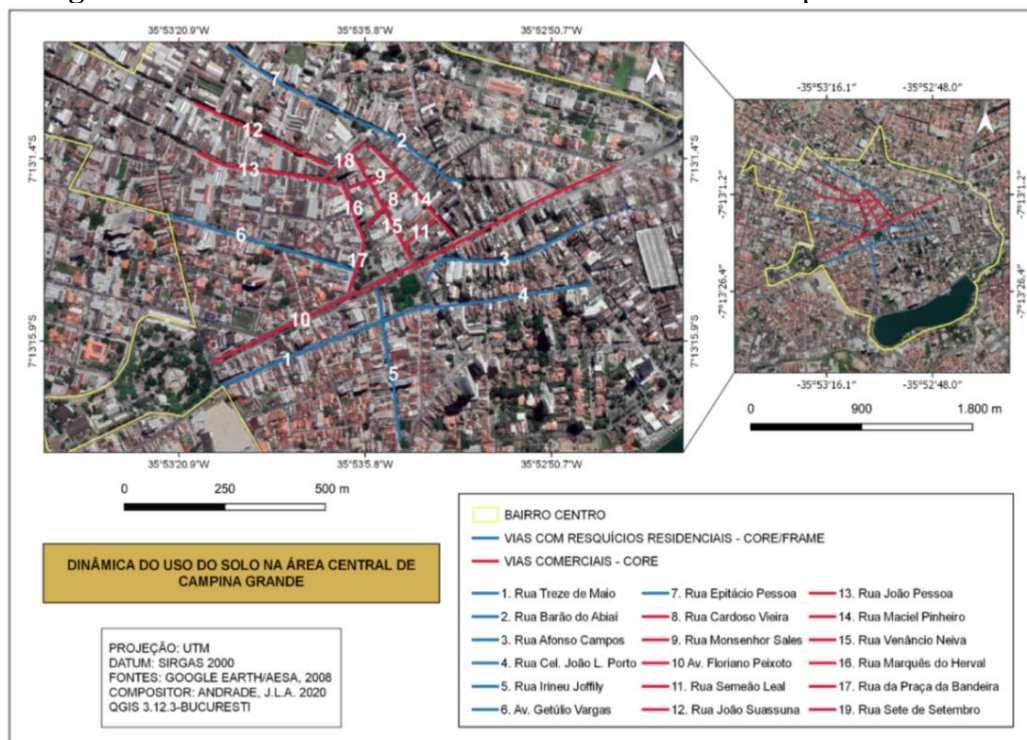 35°53'20.9"W 35°53'5.8"W 35°52'50.7"W
7°13'1.4"S
7°13'15.9"S
7°13'1.4"S
7°13'15.9"S
35°53'20.9"W 35°53'5.8"W 35°52'50.7"W
7
2
12
18
13
9
8
14
16
15
11
6
17
3
4
10
1
5
-35°53'16.1" -35°52'48.0"
-7°13'1.2"
-7°13'26.4"
-7°13'1.2"
-7°13'26.4"
-35°53'16.1" -35°52'48.0"
0 900 1.800 m
0 250 500 m
DINÂMICA DO USO DO SOLO NA ÁREA CENTRAL DE
CAMPINA GRANDE
PROJEÇÃO: UTM
DATUM: SIRGAS 2000
FONTES: GOOGLE EARTH/AESA, 2008
COMPOSITOR: ANDRADE, J.L.A. 2020
QGIS 3.12.3-BUCURESTI
BAIRRO CENTRO
VIAS COM RESQUÍCIOS RESIDENCIAIS - CORE/FRAME
VIAS COMERCIAIS - CORE
1. Rua Treze de Maio
2. Rua Barão do Abiai
3. Rua Afonso Campos
4. Rua Cel. João L. Porto
5. Rua Irineu Joffily
6. Av. Getúlio Vargas
7. Rua Epitácio Pessoa
8. Rua Cardoso Vieira
9. Rua Monsenhor Sales
10 Av. Floriano Peixoto
11. Rua Semeão Leal
12. Rua João Suassuna
13. Rua João Pessoa
14. Rua Maciel Pinheiro
15. Rua Venâncio Neiva
16. Rua Marquês do Herval
17. Rua da Praça da Bandeira
19. Rua Sete de Setembro